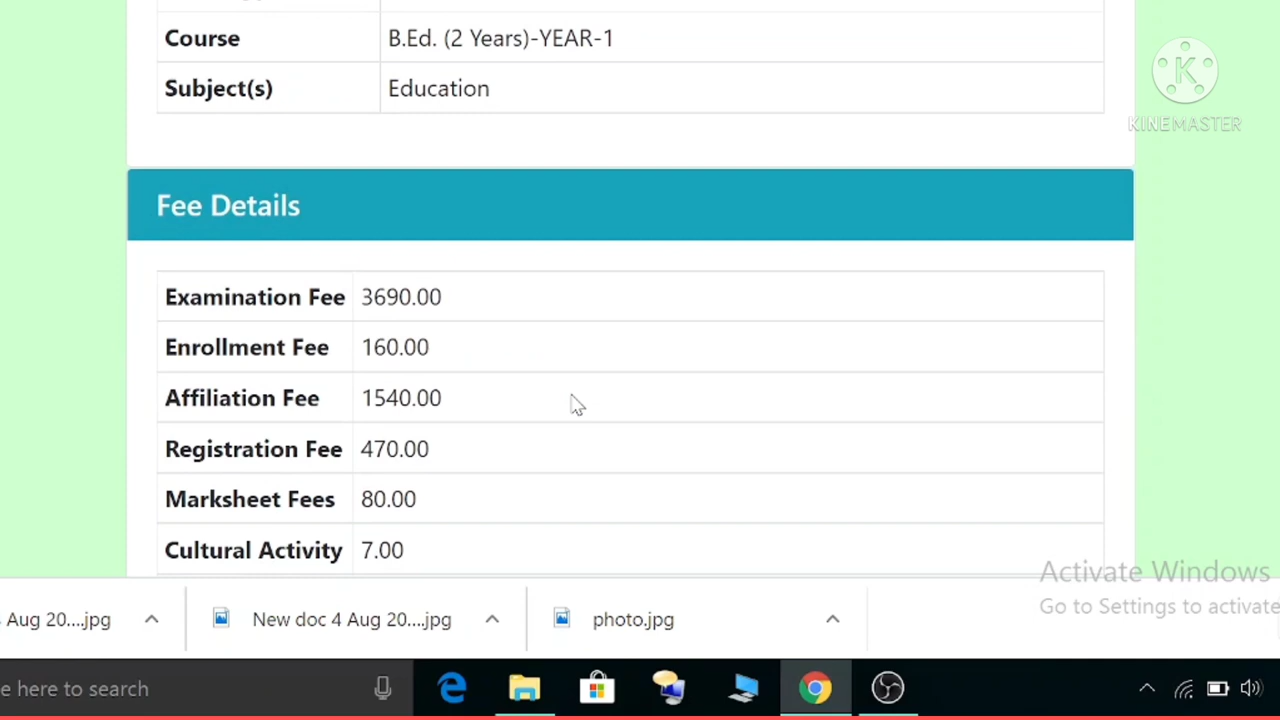 Course B.Ed. (2 Years)-YEAR-1
Subject(s) Education
K
KINEMASTER
Fee Details
Examination Fee 3690.00
Enrollment Fee 160.00
Affiliation Fee 1540.00
Registration Fee 470.00
Marksheet Fees 80.00
Cultural Activity 7.00
Activate Windows
Go to Settings to activate
Aug 20....jpg New doc 4 Aug 20....jpg photo.jpg
e here to search